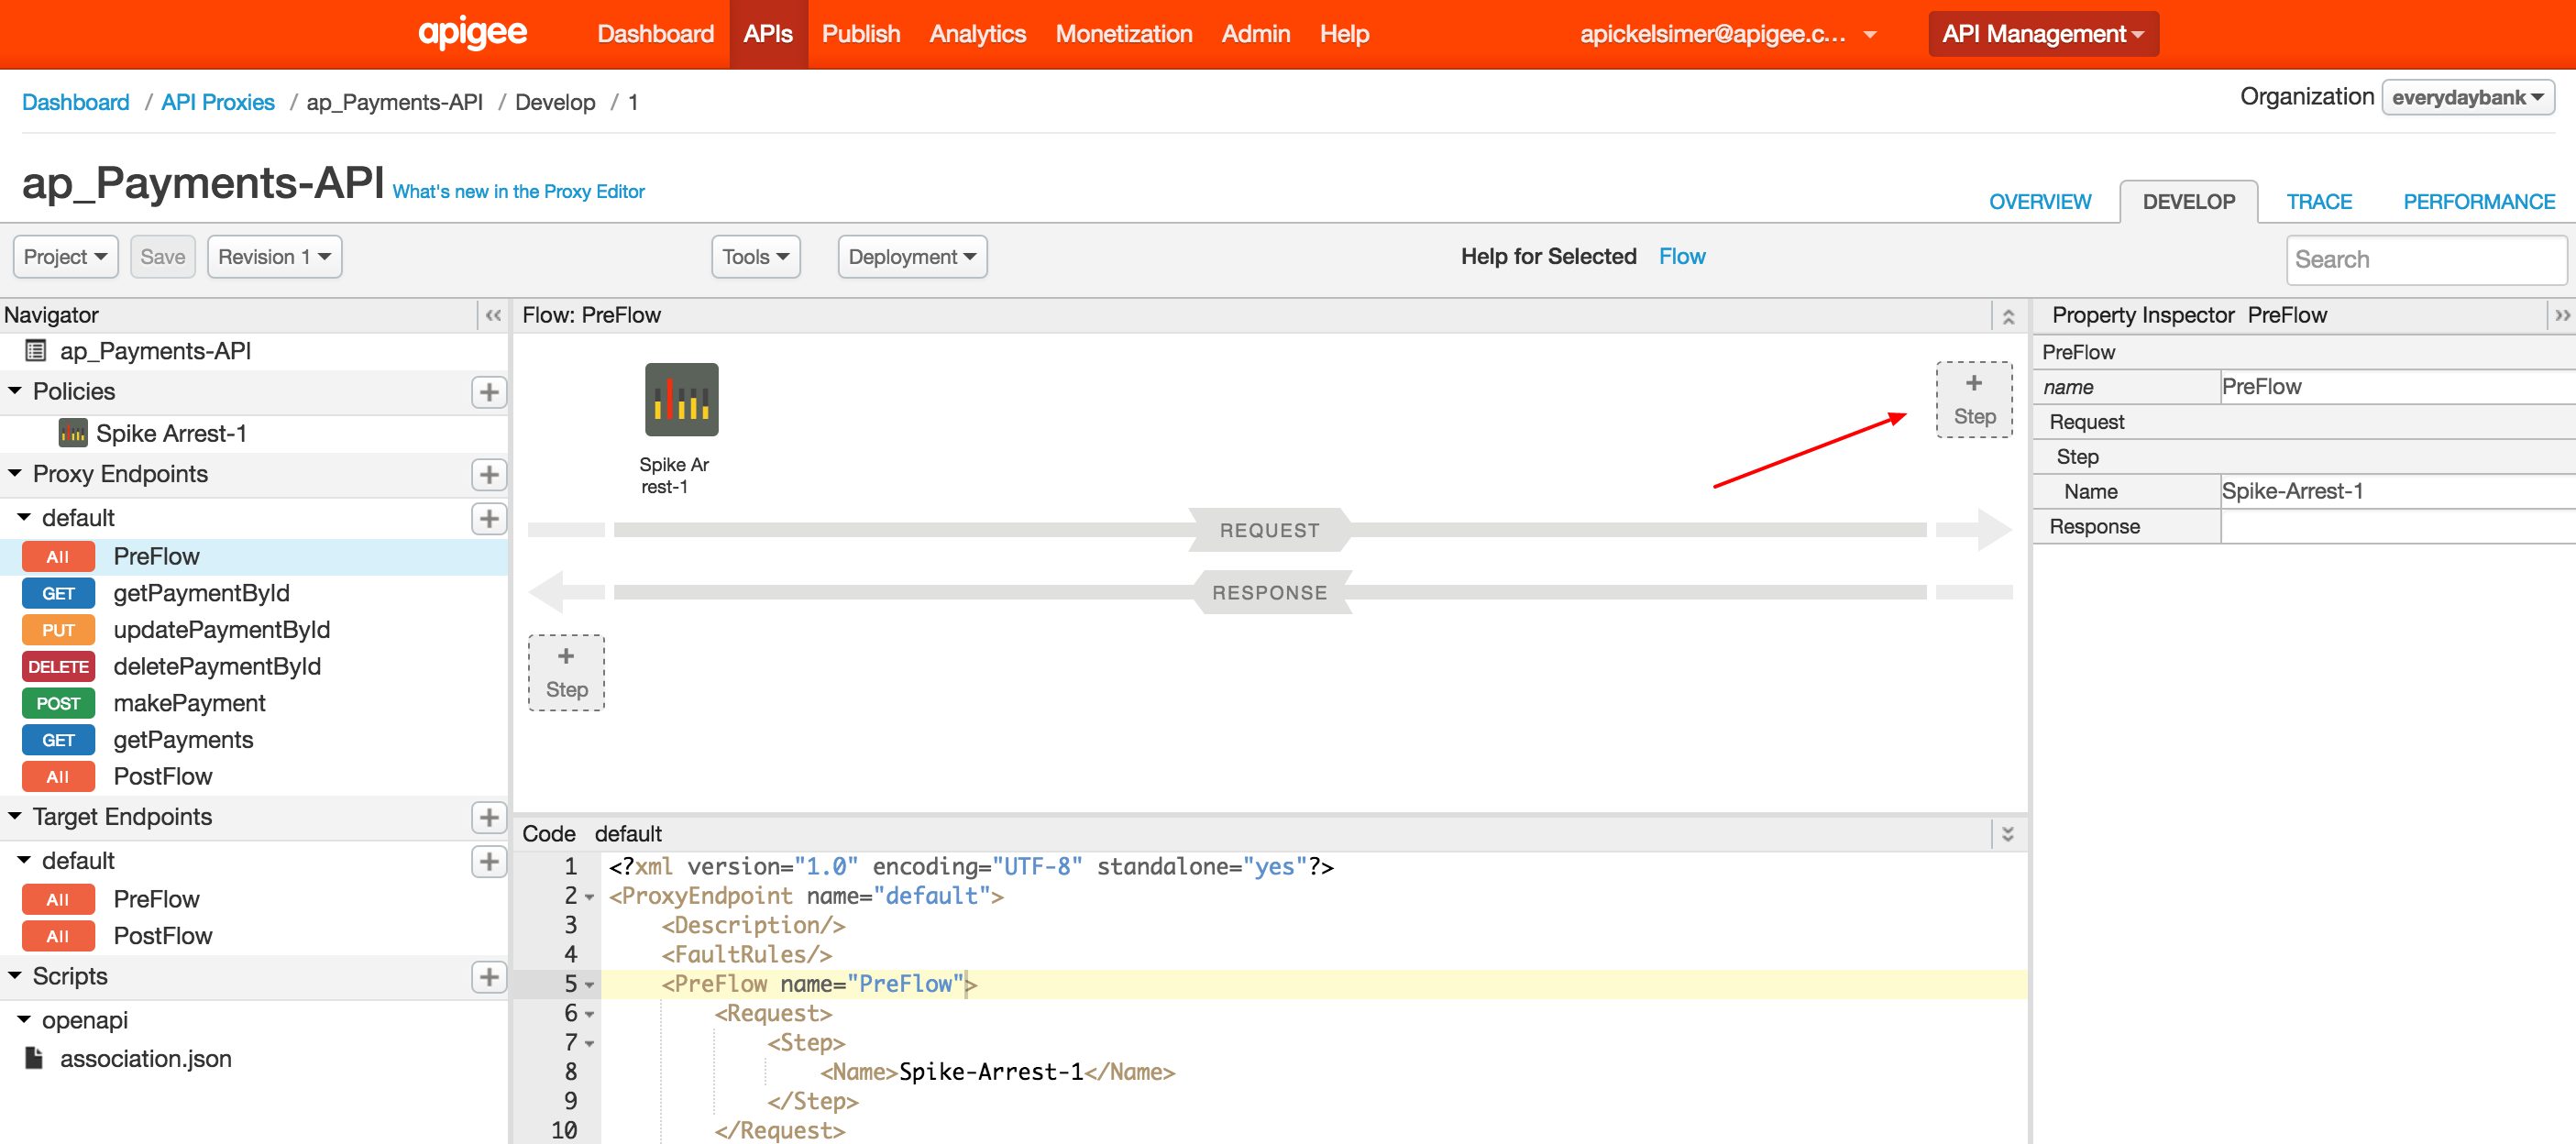 apigee Dashboard APIs Publish Analytics Monetization Admin Help apickelsimer@apigee.c... API Management
Dashboard / API Proxies / ap_Payments-API / Develop / 1
Organization everydaybank
ap_Payments-API What's new in the Proxy Editor
OVERVIEW DEVELOP TRACE PERFORMANCE
Project Save Revision 1 Tools Deployment Help for Selected Flow Search
Navigator
ap_Payments-API
Policies
Spike Arrest-1
Proxy Endpoints
default
All PreFlow
GET getPaymentById
PUT updatePaymentById
DELETE deletePaymentById
POST makePayment
GET getPayments
All PostFlow
Target Endpoints
default
All PreFlow
All PostFlow
Scripts
openapi
association.json
Flow: PreFlow
+
Step
Spike Ar
rest-1
REQUEST
RESPONSE
+
Step
Code default
1 <?xml version="1.0" encoding="UTF-8" standalone="yes"?>
2 <ProxyEndpoint name="default">
3 <Description/>
4 <FaultRules/>
5 <PreFlow name="PreFlow">
6 <Request>
7 <Step>
8 <Name>Spike-Arrest-1</Name>
9 </Step>
10 </Request>
Property Inspector PreFlow
PreFlow
name PreFlow
Request
Step
Name Spike-Arrest-1
Response